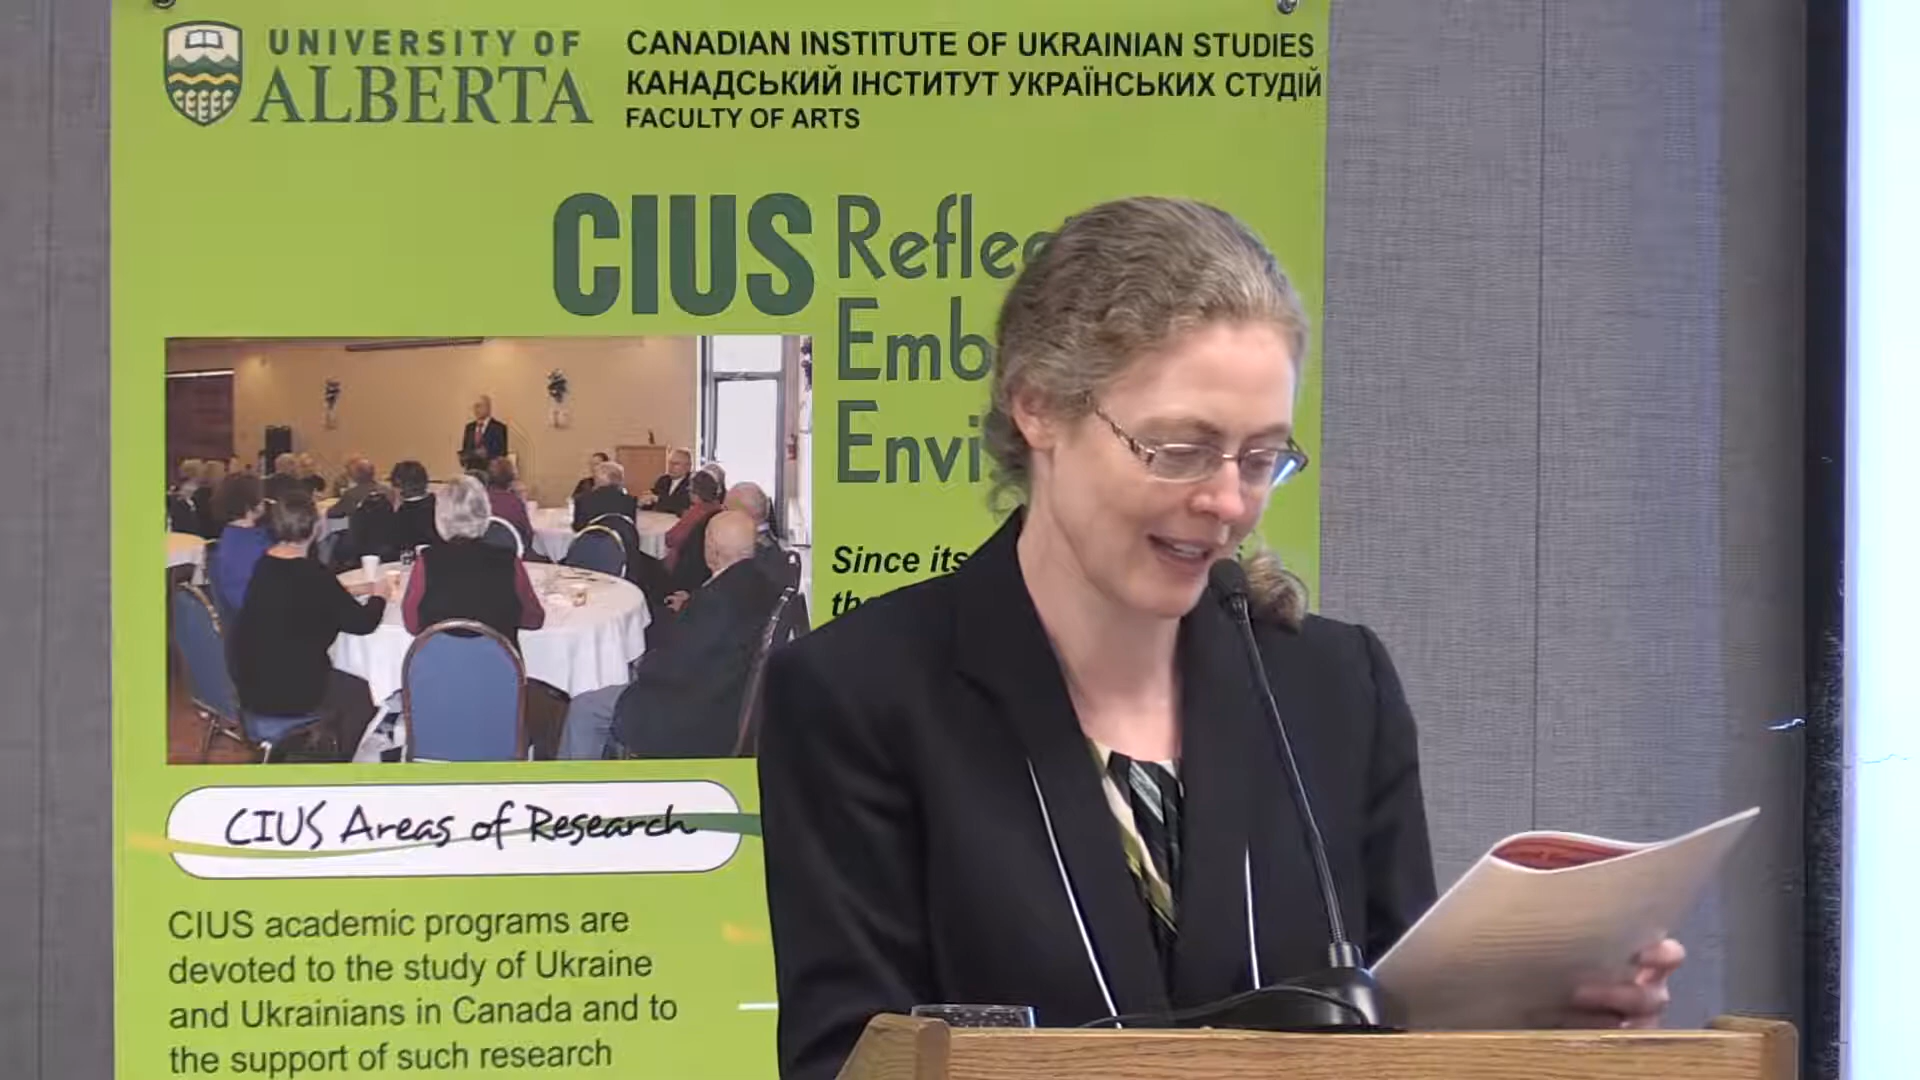 UNIVERSITY OF
ALBERTA
CANADIAN INSTITUTE OF UKRAINIAN STUDIES
КАНАДСЬКИЙ ІНСТИТУТ УКРАЇНСЬКИХ СТУДІЙ
FACULTY OF ARTS
CIUS
Since its
CIUS Areas of Research
CIUS academic programs are
devoted to the study of Ukraine
and Ukrainians in Canada and to
the support of such research